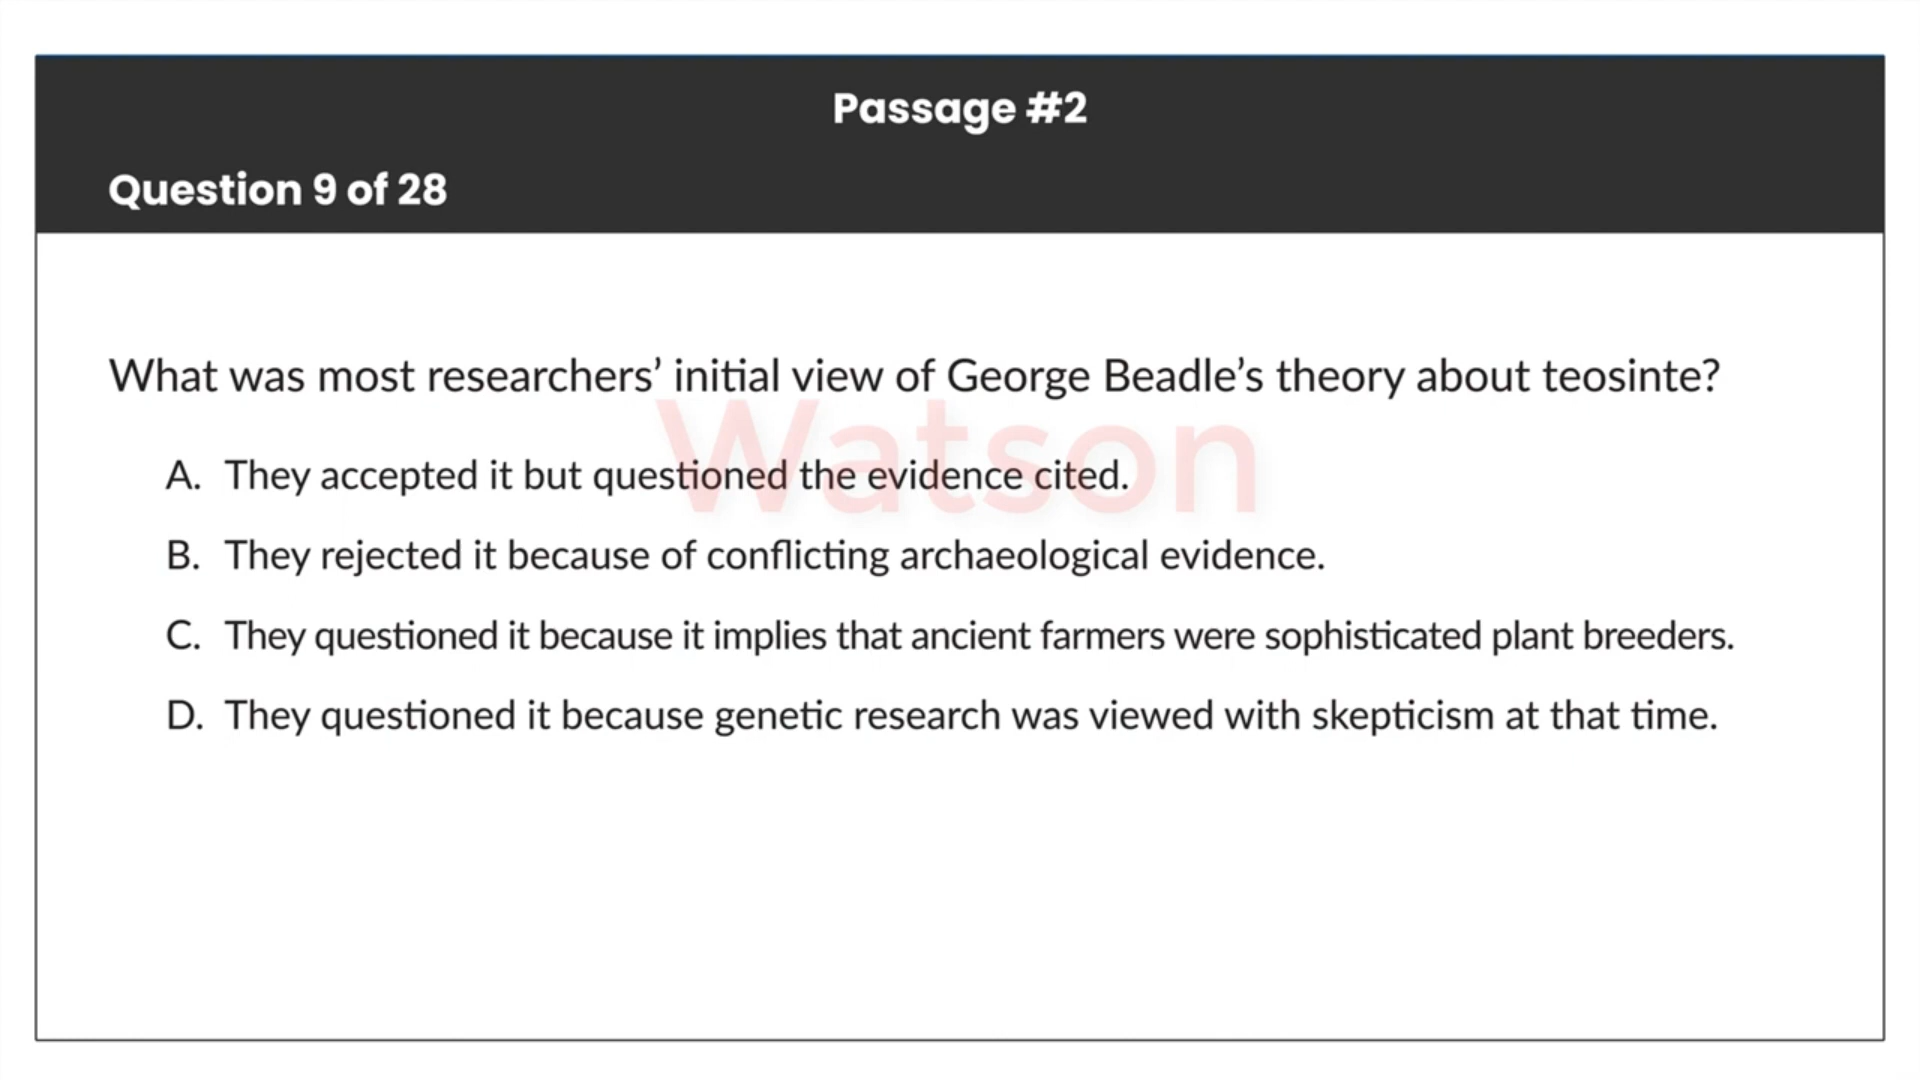 Passage #2
Question 9 of 28
What was most researchers’ initial view of George Beadle’s theory about teosinte?
Watson
A. They accepted it but questioned the evidence cited.
B. They rejected it because of conflicting archaeological evidence.
C. They questioned it because it implies that ancient farmers were sophisticated plant breeders.
D. They questioned it because genetic research was viewed with skepticism at that time.